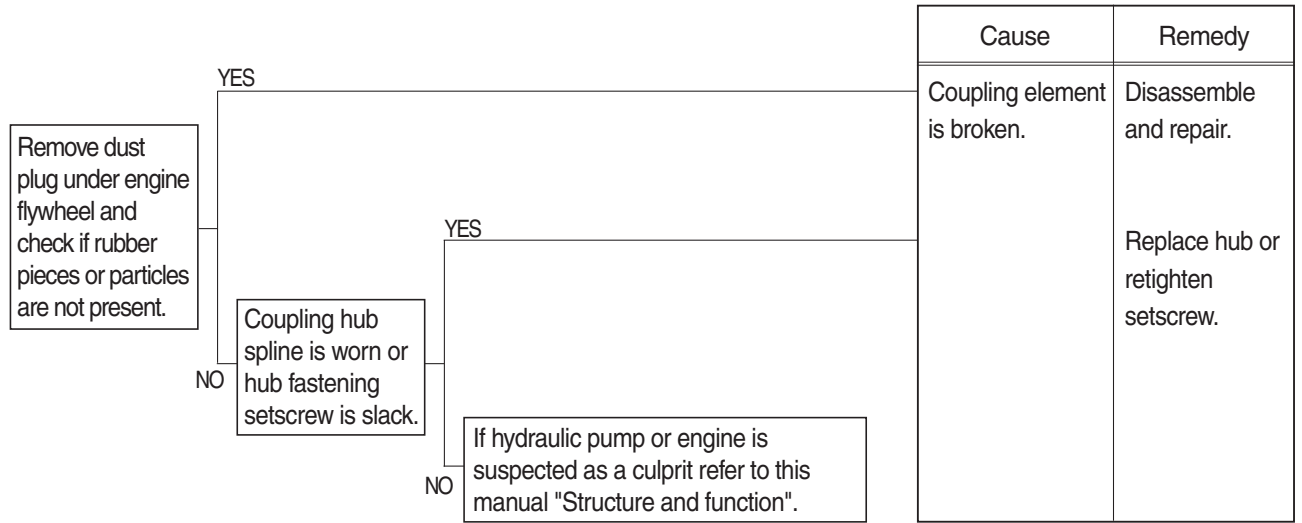 Cause
Remedy
YES
Coupling element
is broken.
Disassemble
and repair.
Remove dust
plug under engine
flywheel and
check if rubber
pieces or particles
are not present.
YES
Replace hub or
retighten
setscrew.
NO
Coupling hub
spline is worn or
hub fastening
setscrew is slack.
NO
If hydraulic pump or engine is
suspected as a culprit refer to this
manual "Structure and function".